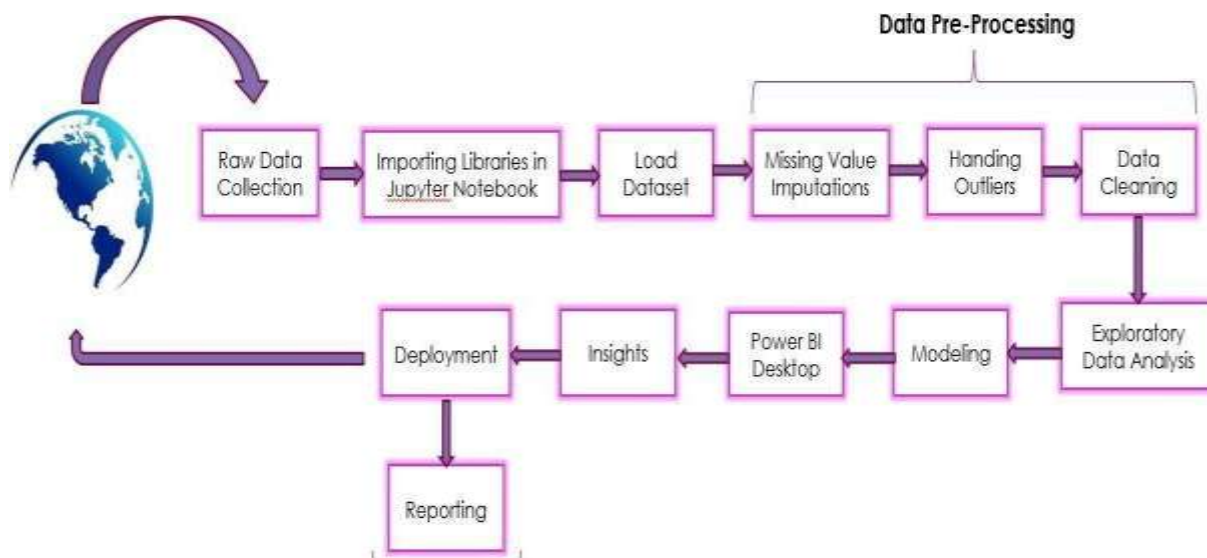 Data Pre-Processing
Raw Data
Collection
Importing Libraries in
Jupyter Notebook
Load
Dataset
Missing Value
Imputations
Handing
Outliers
Data
Cleaning
Exploratory
Data Analysis
Modeling
Power BI
Desktop
Insights
Deployment
Reporting